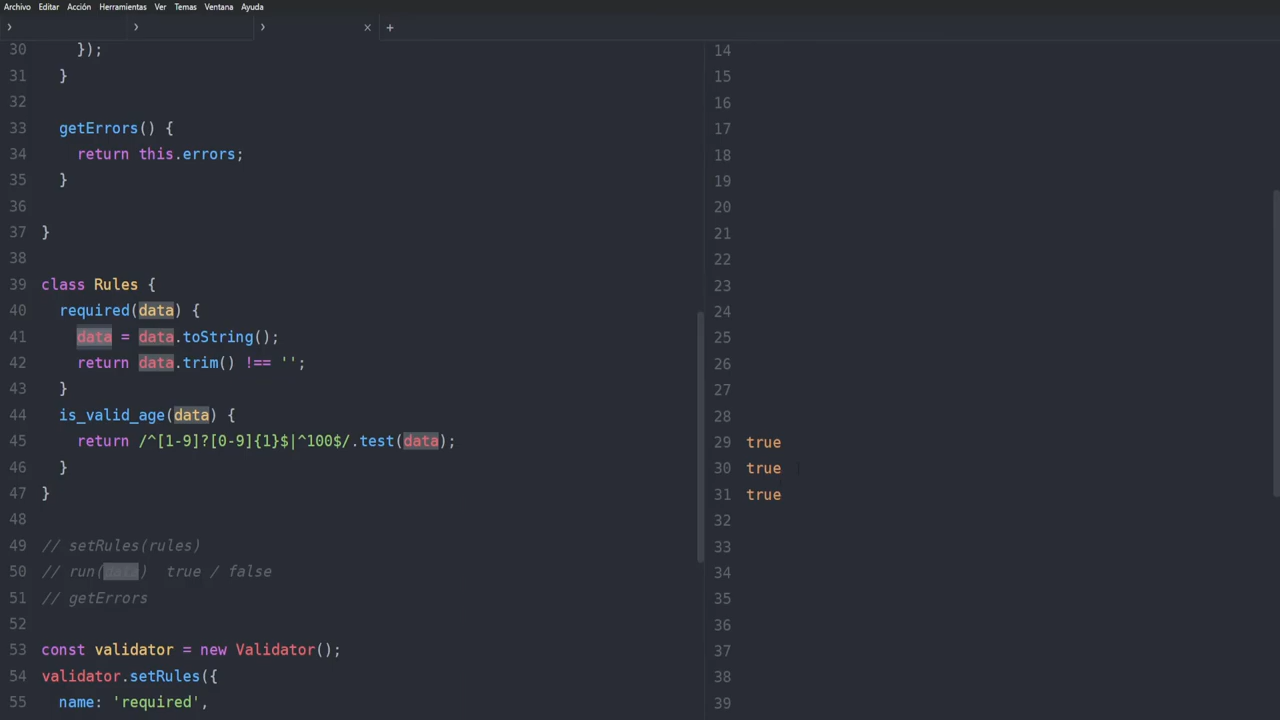 Archivo Editar Acción Herramientas Ver Temas Ventana Ayuda
30 });
31 }
32
33 getErrors() {
34 return this.errors;
35 }
36
37 }
38
39 class Rules {
40 required(data) {
41 data = data.toString();
42 return data.trim() !== '';
43 }
44 is_valid_age(data) {
45 return /^[1-9]?[0-9]{1}$|^100$/.test(data);
46 }
47 }
48
49 // setRules(rules)
50 // run(data) true / false
51 // getErrors
52
53 const validator = new Validator();
54 validator.setRules({
55 name: 'required',
14
15
16
17
18
19
20
21
22
23
24
25
26
27
28
29 true
30 true
31 true
32
33
34
35
36
37
38
39